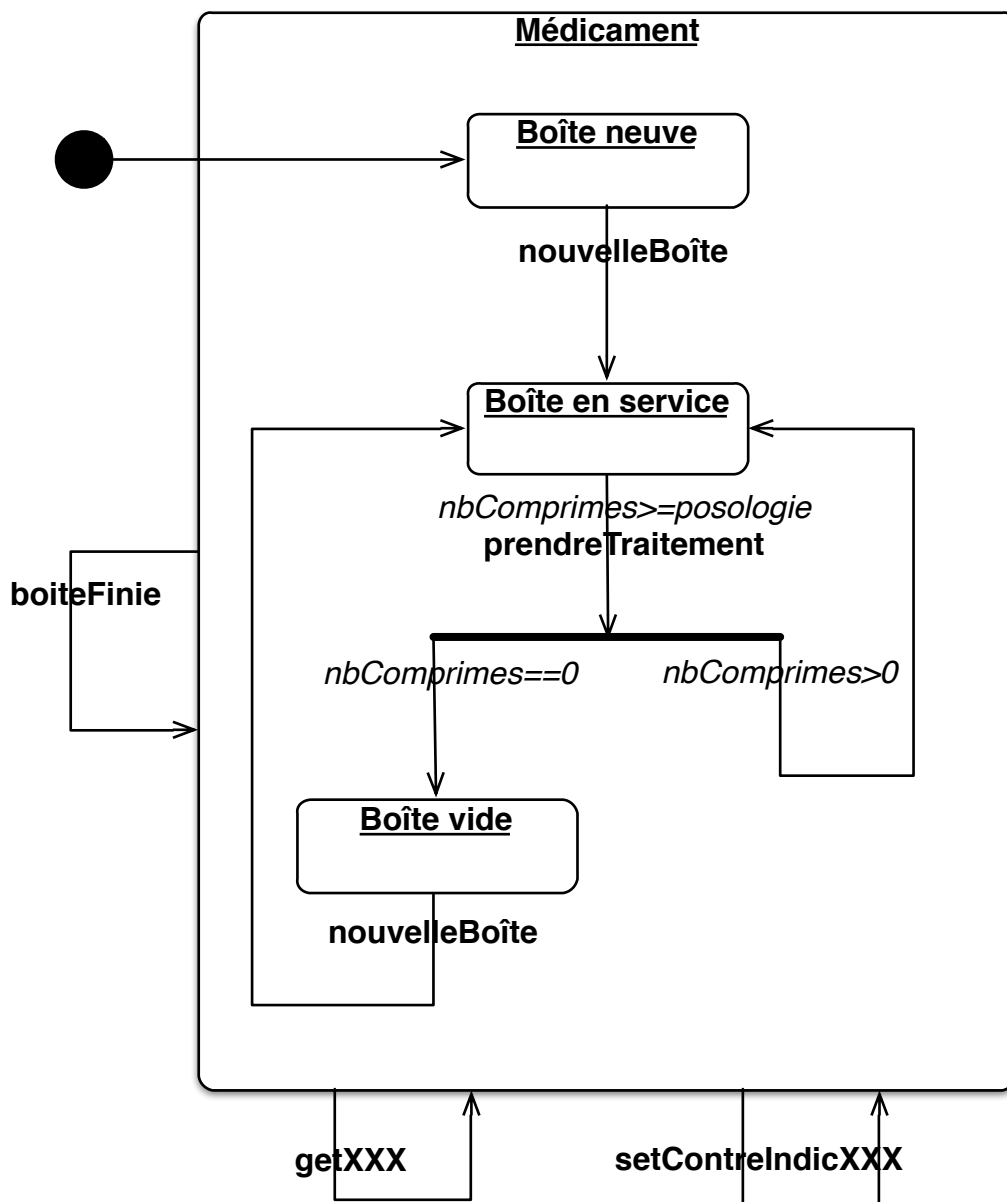 Médicament
Boîte neuve
nouvelleBoîte
Boîte en service
nbComprimes>=posologie
prendreTraitement
boiteFinie
nbComprimes==0
nbComprimes>0
Boîte vide
nouvelleBoîte
getXXX
setContreIndicXXX